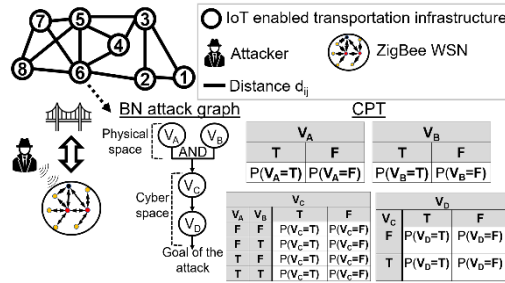 7 5 3
4
8 6 2 1
IoT enabled transportation infrastructure
Attacker
ZigBee WSN
Distance dij
BN attack graph
Physical space
VA VB
AND
Cyber space
VC
VD
Goal of the attack
CPT
VA
T F
P(VA=T) P(VA=F)
VB
T F
P(VB=T) P(VB=F)
VC
VA VB T F
F F P(VC=T) P(VC=F)
F T P(VC=T) P(VC=F)
T F P(VC=T) P(VC=F)
T T P(VC=T) P(VC=F)
VD
VC T F
F P(VD=T) P(VD=F)
T P(VD=T) P(VD=F)